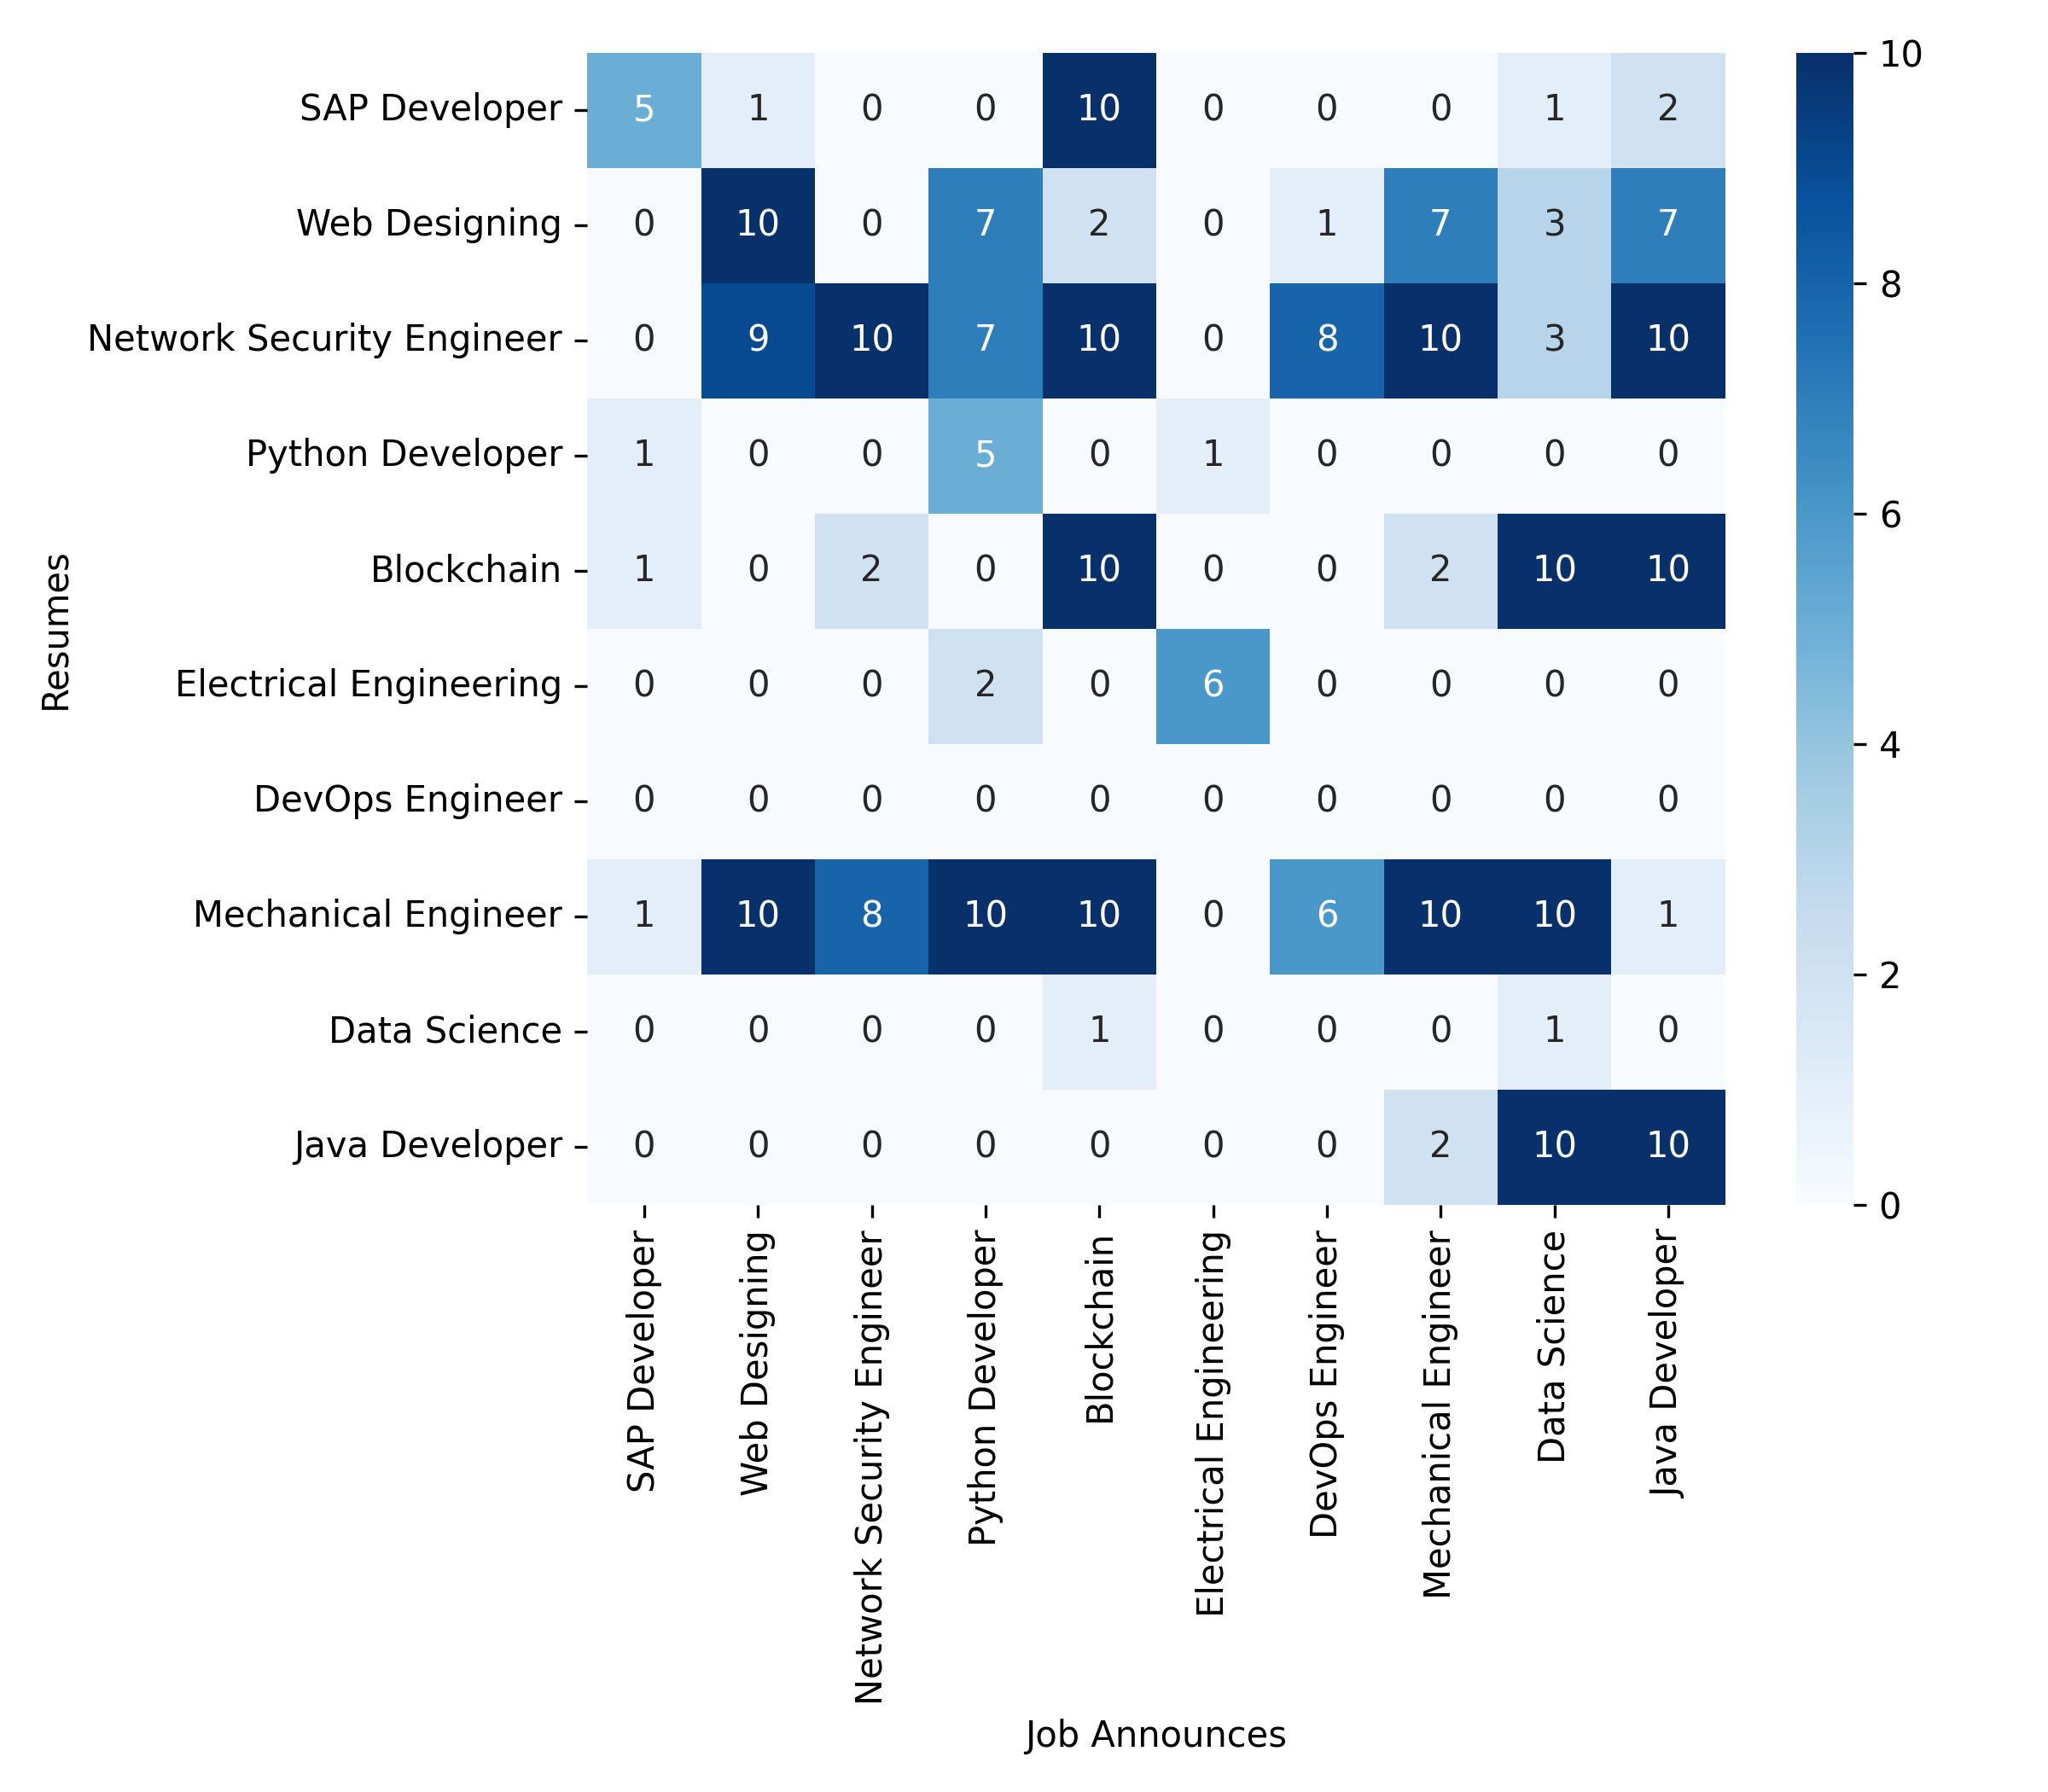 SAP Developer 5 1 0 0 10 0 0 0 1 2
Web Designing 0 10 0 7 2 0 1 7 3 7
Network Security Engineer 0 9 10 7 10 0 8 10 3 10
Python Developer 1 0 0 5 0 1 0 0 0 0
Blockchain 1 0 2 0 10 0 0 2 10 10
Electrical Engineering 0 0 0 2 0 6 0 0 0 0
DevOps Engineer 0 0 0 0 0 0 0 0 0 0
Mechanical Engineer 1 10 8 10 10 0 6 10 10 1
Data Science 0 0 0 0 1 0 0 0 1 0
Java Developer 0 0 0 0 0 0 0 2 10 10
Resumes
SAP Developer
Web Designing
Network Security Engineer
Python Developer
Blockchain
Electrical Engineering
DevOps Engineer
Mechanical Engineer
Data Science
Java Developer
Job Announces
10
8
6
4
2
0